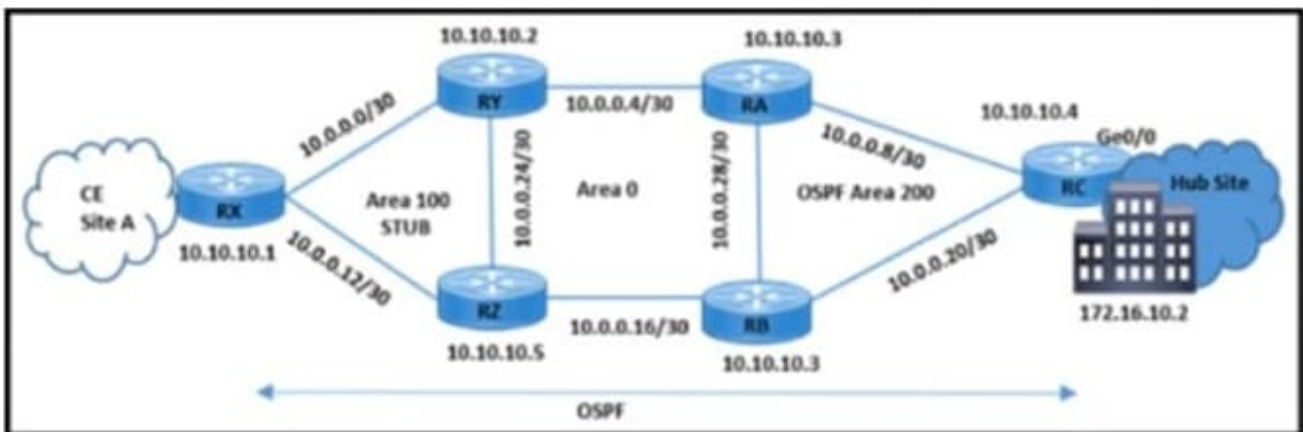 10.10.10.2
10.10.10.3
RY
10.0.0.4/30
RA
10.10.10.4
Ge0/0
10.0.0.0/30
10.0.0.8/30
CE
Site A
RX
Area 100
STUB
10.0.0.24/30
Area 0
10.0.0.28/30
OSPF Area 200
RC
Hub Site
10.10.10.1
10.0.0.12/30
10.0.0.20/30
RZ
10.0.0.16/30
RB
172.16.10.2
10.10.10.5
10.10.10.3
OSPF